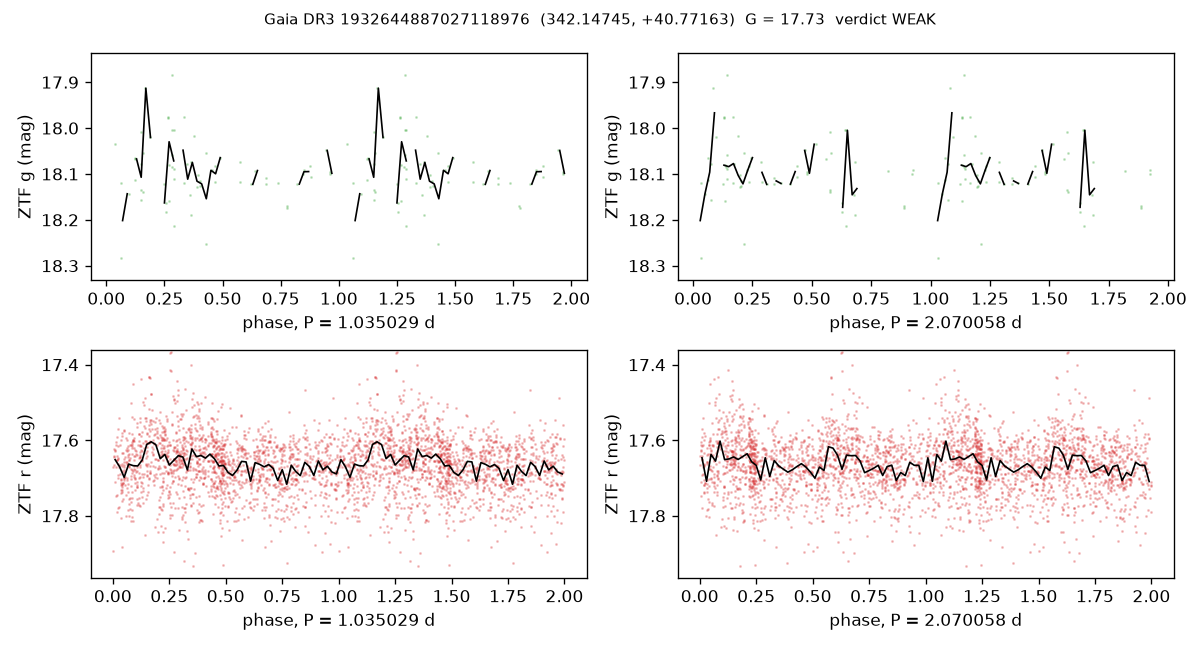 Gaia DR3 1932644887027118976  (342.14745, +40.77163)  G = 17.73  verdict WEAK
ZTF g (mag)
17.9
18.0
18.1
18.2
18.3
0.00 0.25 0.50 0.75 1.00 1.25 1.50 1.75 2.00
phase, P = 1.035029 d
ZTF g (mag)
17.9
18.0
18.1
18.2
18.3
0.00 0.25 0.50 0.75 1.00 1.25 1.50 1.75 2.00
phase, P = 2.070058 d
ZTF r (mag)
17.4
17.6
17.8
0.00 0.25 0.50 0.75 1.00 1.25 1.50 1.75 2.00
phase, P = 1.035029 d
ZTF r (mag)
17.4
17.6
17.8
0.00 0.25 0.50 0.75 1.00 1.25 1.50 1.75 2.00
phase, P = 2.070058 d